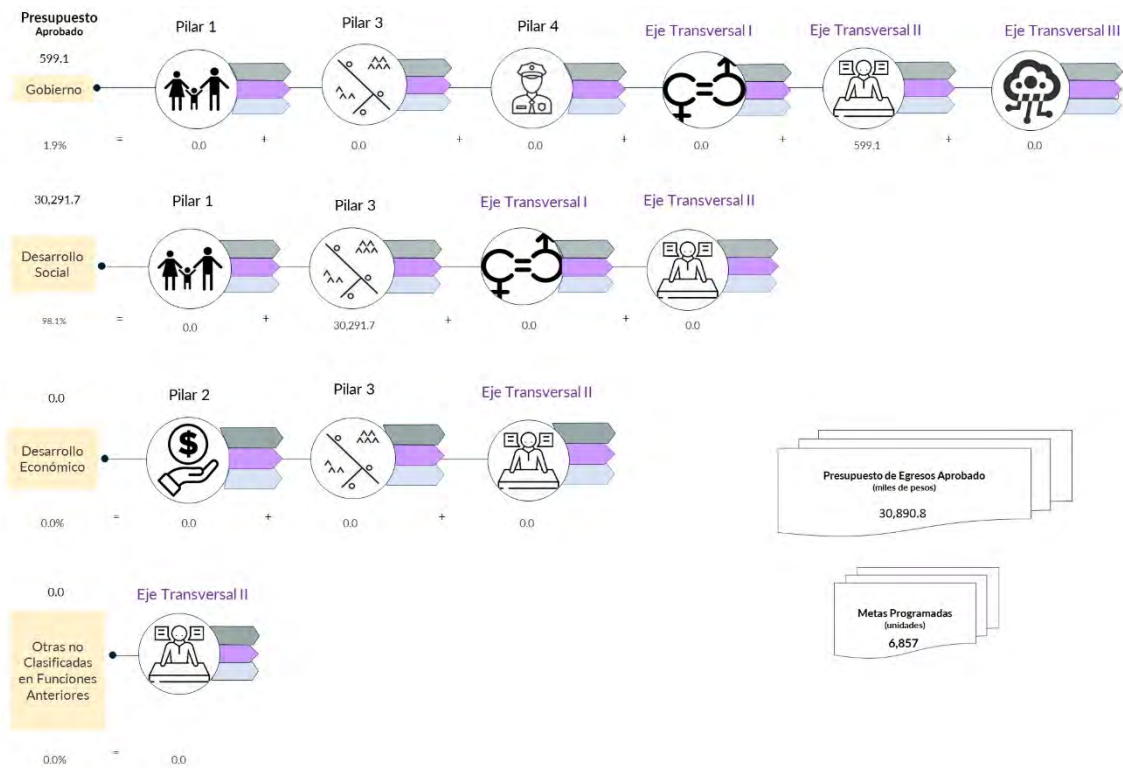 Presupuesto
Aprobado
Pilar 1
Pilar 3
Pilar 4
Eje Transversal I
Eje Transversal II
Eje Transversal III
599.1
Gobierno
1.9%
=
0.0
+
0.0
+
0.0
+
0.0
+
599.1
+
0.0
30,291.7
Pilar 1
Pilar 3
Eje Transversal I
Eje Transversal II
Desarrollo
Social
98.1%
=
0.0
+
30,291.7
+
0.0
+
0.0
0.0
Pilar 2
Pilar 3
Eje Transversal II
$
Desarrollo
Económico
0.0%
=
0.0
+
0.0
+
0.0
Presupuesto de Egresos Aprobado
(miles de pesos)
30,890.8
0.0
Eje Transversal II
Otras no
Clasificadas
en Funciones
Anteriores
0.0%
=
0.0
Metas Programadas
(unidades)
6,857